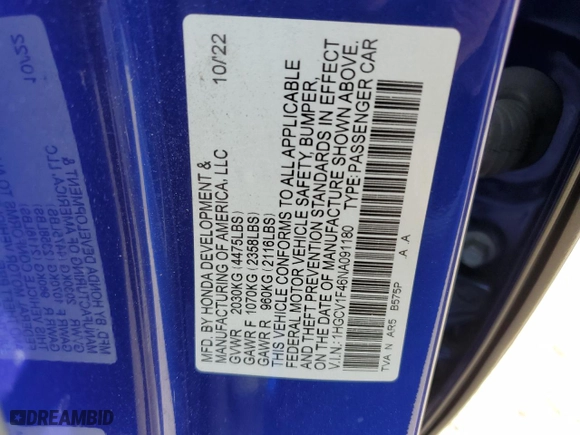 MFD. BY HONDA DEVELOPMENT & 10/22
MANUFACTURING OF AMERICA, LLC
GVWR 2030KG (4475LBS)
GAWR F 1070KG (2358LBS)
GAWR R 960KG (2116LBS)
THIS VEHICLE CONFORMS TO ALL APPLICABLE
FEDERAL MOTOR VEHICLE SAFETY, BUMPER,
AND THEFT PREVENTION STANDARDS IN EFFECT
ON THE DATE OF MANUFACTURE SHOWN ABOVE.
V.I.N.:1HGCV1F46NA091180 TYPE:PASSENGER CAR
TVA N AR5 B575P A A
DREAMBID